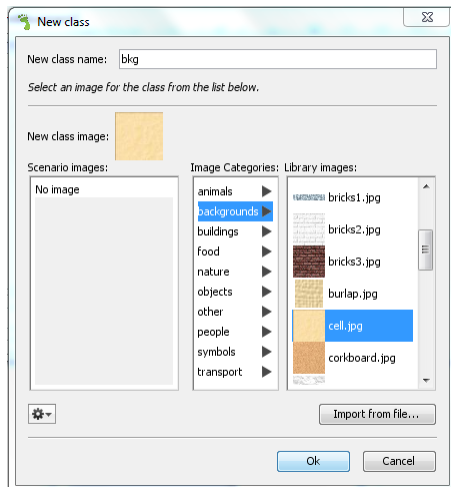 New class
New class name: bkg
Select an image for the class from the list below.
New class image:
Scenario images:
No image
Image Categories:
animals
backgrounds
buildings
food
nature
objects
other
people
symbols
transport
Library images:
bricks1.jpg
bricks2.jpg
bricks3.jpg
burlap.jpg
cell.jpg
corkboard.jpg
Import from file...
Ok
Cancel